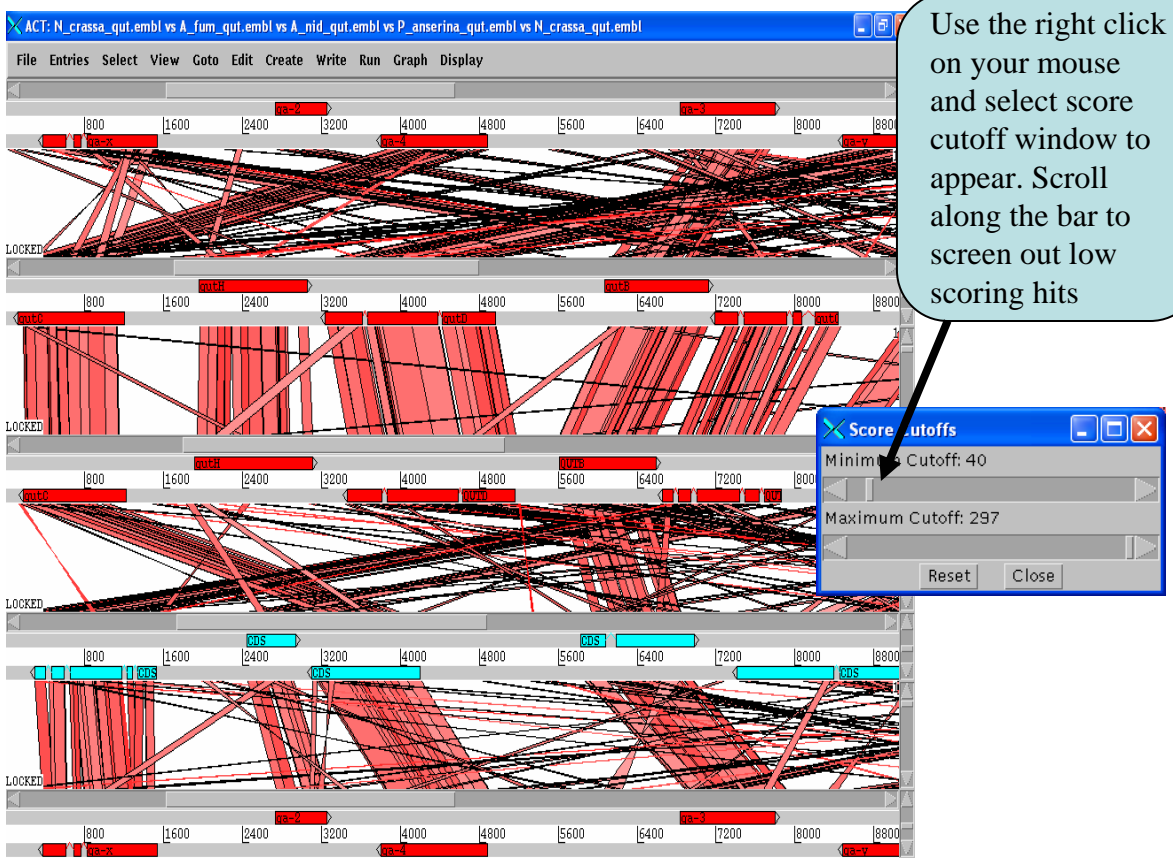 ACT: N_crassa_qut.embl vs A_fum_qut.embl vs A_nid_qut.embl vs P_anserina_qut.embl vs N_crassa_qut.embl
File Entries Select View Goto Edit Create Write Run Graph Display
Use the right click
on your mouse
and select score
cutoff window to
appear. Scroll
along the bar to
screen out low
scoring hits
qa-2 qa-3
800 1600 2400 3200 4000 4800 5600 6400 7200 8000 8800
qa-x qa-4 qa-y
LOCKED
qutH qutB
800 1600 2400 3200 4000 4800 5600 6400 7200 8000 8800
qutC qutD
LOCKED
qutH QUTB
800 1600 2400 3200 4000 4800 5600 6400 7200 8000 8800
qutC QUTD
LOCKED
Score Cutoffs
Minimum Cutoff: 40
Maximum Cutoff: 297
Reset Close
CDS CDS
800 1600 2400 3200 4000 4800 5600 6400 7200 8000 8800
CDS CDS CDS
LOCKED
qa-2 qa-3
800 1600 2400 3200 4000 4800 5600 6400 7200 8000 8800
qa-x qa-4 qa-y